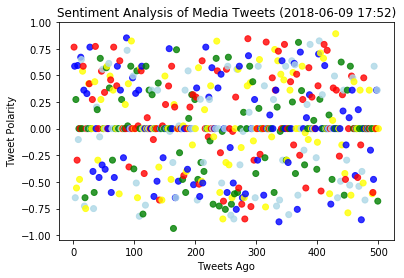 Sentiment Analysis of Media Tweets (2018-06-09 17:52)
1.00
0.75
0.50
0.25
0.00
−0.25
−0.50
−0.75
−1.00
Tweet Polarity
0 100 200 300 400 500
Tweets Ago